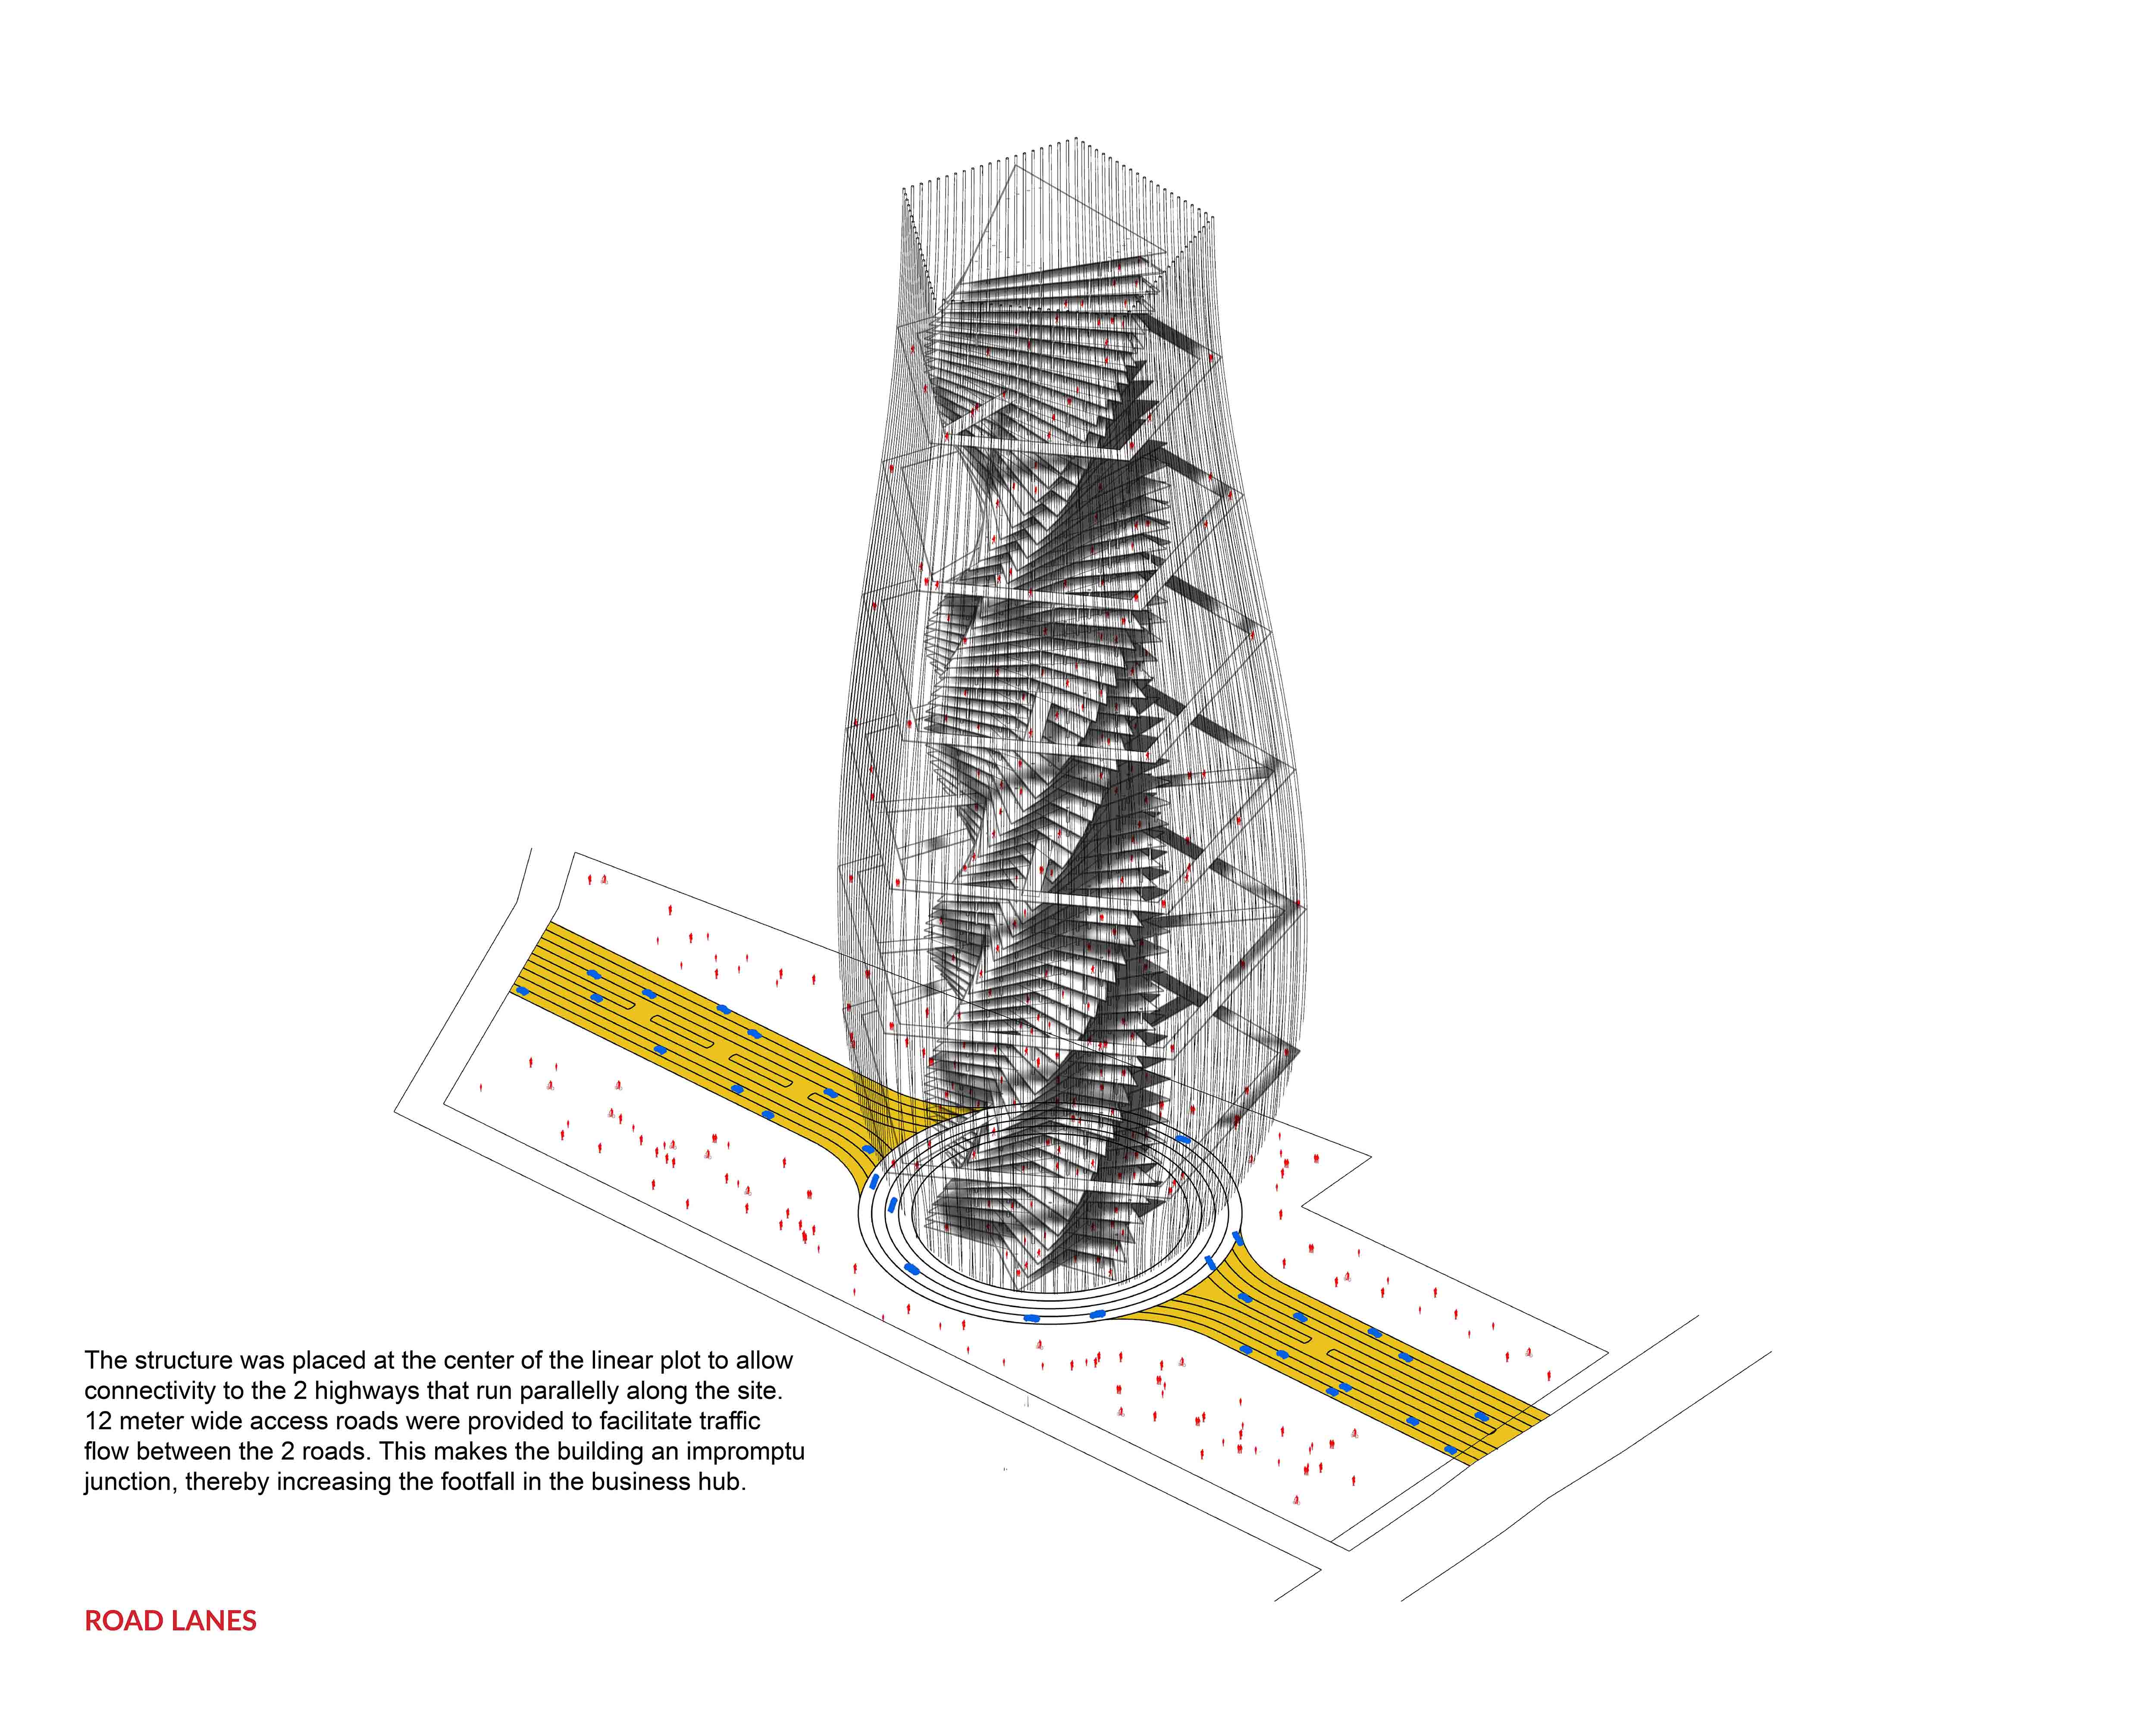 The structure was placed at the center of the linear plot to allow
connectivity to the 2 highways that run parallelly along the site.
12 meter wide access roads were provided to facilitate traffic
flow between the 2 roads. This makes the building an impromptu
junction, thereby increasing the footfall in the business hub.
ROAD LANES